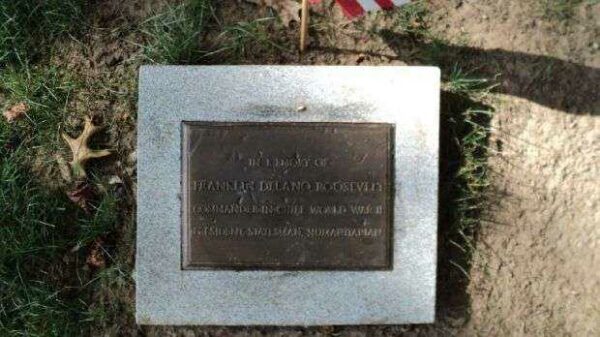 IN MEMORY OF
FRANKLIN DELANO ROOSEVELT
COMMANDER-IN-CHIEF WORLD WAR II
PRESIDENT, STATESMAN, HUMANITARIAN